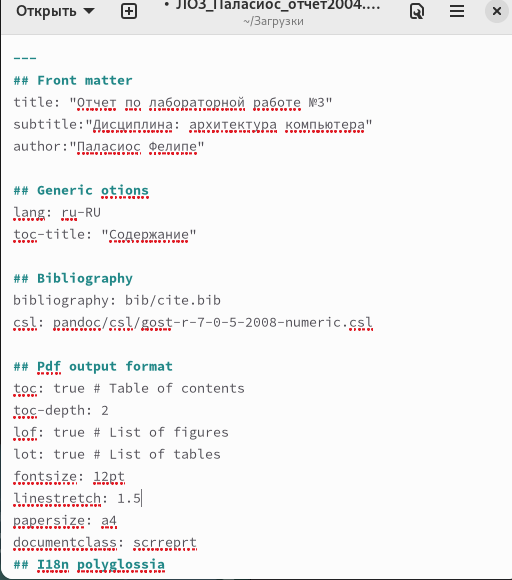 Открыть
• ЛОЗ_Паласиос_отчет2004....
~/Загрузки
---
## Front matter
title: "Отчет по лабораторной работе №3"
subtitle:"Дисциплина: архитектура компьютера"
author:"Паласиос Фелипе"
## Generic otions
lang: ru-RU
toc-title: "Содержание"
## Bibliography
bibliography: bib/cite.bib
csl: pandoc/csl/gost-r-7-0-5-2008-numeric.csl
## Pdf output format
toc: true # Table of contents
toc-depth: 2
lof: true # List of figures
lot: true # List of tables
fontsize: 12pt
linestretch: 1.5
papersize: a4
documentclass: scrreprt
## I18n polyglossia